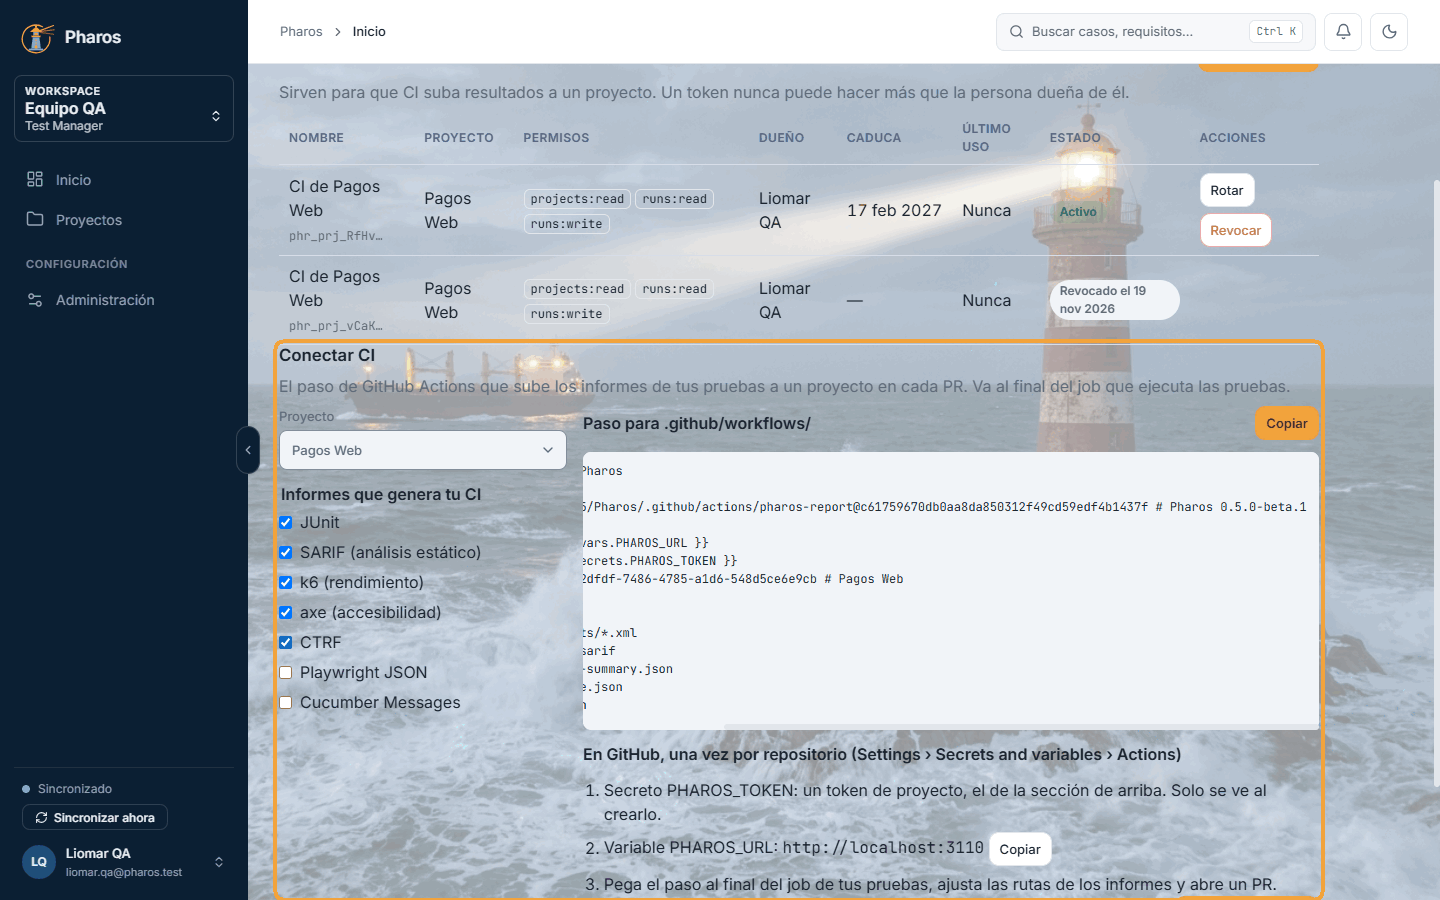 Pharos
WORKSPACE
Equipo QA
Test Manager
Inicio
Proyectos
CONFIGURACIÓN
Administración
Sincronizado
Sincronizar ahora
LQ
Liomar QA
liomar.qa@pharos.test
Pharos > Inicio
Buscar casos, requisitos... Ctrl K
Sirven para que CI suba resultados a un proyecto. Un token nunca puede hacer más que la persona dueña de él.
NOMBRE PROYECTO PERMISOS DUEÑO CADUCA ÚLTIMO USO ESTADO ACCIONES
CI de Pagos Web
phr_prj_RfHv…
Pagos Web
projects:read runs:read
runs:write
Liomar QA
17 feb 2027
Nunca
Activo
Rotar
Revocar
CI de Pagos Web
phr_prj_vCaK…
Pagos Web
projects:read runs:read
runs:write
Liomar QA
—
Nunca
Revocado el 19 nov 2026
Conectar CI
El paso de GitHub Actions que sube los informes de tus pruebas a un proyecto en cada PR. Va al final del job que ejecuta las pruebas.
Proyecto
Pagos Web
Informes que genera tu CI
JUnit
SARIF (análisis estático)
k6 (rendimiento)
axe (accesibilidad)
CTRF
Playwright JSON
Cucumber Messages
Paso para .github/workflows/
Copiar
Pharos
5/Pharos/.github/actions/pharos-report@c61759670db0aa8da850312f49cd59edf4b1437f # Pharos 0.5.0-beta.1
vars.PHAROS_URL }}
ecrets.PHAROS_TOKEN }}
2dfdf-7486-4785-a1d6-548d5ce6e9cb # Pagos Web
ts/*.xml
sarif
-summary.json
e.json
En GitHub, una vez por repositorio (Settings › Secrets and variables › Actions)
1. Secreto PHAROS_TOKEN: un token de proyecto, el de la sección de arriba. Solo se ve al
crearlo.
2. Variable PHAROS_URL: http://localhost:3110 Copiar
3. Pega el paso al final del job de tus pruebas, ajusta las rutas de los informes y abre un PR.